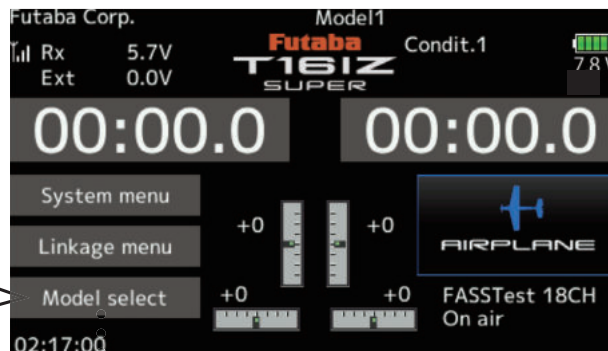 Futaba Corp. Model1
Rx 5.7V Futaba Condit.1
T16IZ 7.8V
Ext 0.0V SUPER
00:00.0 00:00.0
System menu
+0 +0
Linkage menu AIRPLANE
Model select +0 +0 FASSTest 18CH
On air
02:17:00